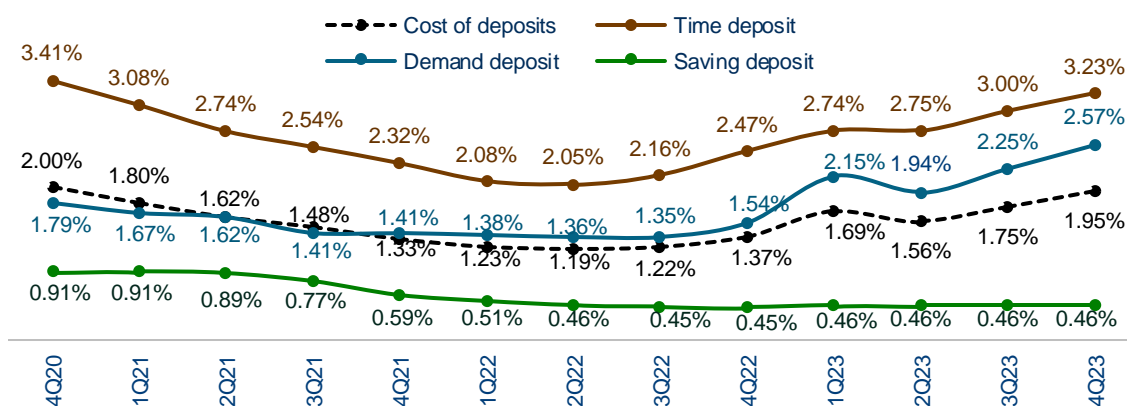 Cost of deposits Time deposit
Demand deposit Saving deposit
3.41% 3.08% 2.74% 2.54% 2.32% 2.08% 2.05% 2.16% 2.47% 2.74% 2.75% 3.00% 3.23%
2.00% 1.80% 1.62% 1.48% 1.33% 1.23% 1.19% 1.22% 1.37% 1.69% 1.56% 1.75% 1.95%
1.79% 1.67% 1.62% 1.41% 1.41% 1.38% 1.36% 1.35% 1.54% 2.15% 1.94% 2.25% 2.57%
0.91% 0.91% 0.89% 0.77% 0.59% 0.51% 0.46% 0.45% 0.45% 0.46% 0.46% 0.46% 0.46%
4Q20 1Q21 2Q21 3Q21 4Q21 1Q22 2Q22 3Q22 4Q22 1Q23 2Q23 3Q23 4Q23